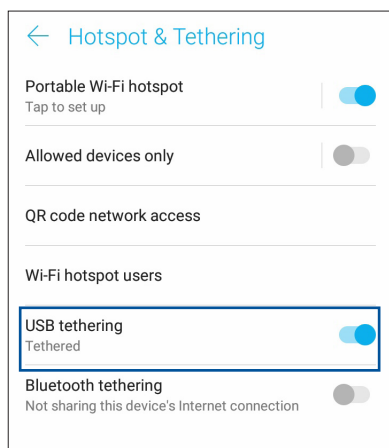 Hotspot & Tethering
Portable Wi-Fi hotspot
Tap to set up
Allowed devices only
QR code network access
Wi-Fi hotspot users
USB tethering
Tethered
Bluetooth tethering
Not sharing this device's Internet connection